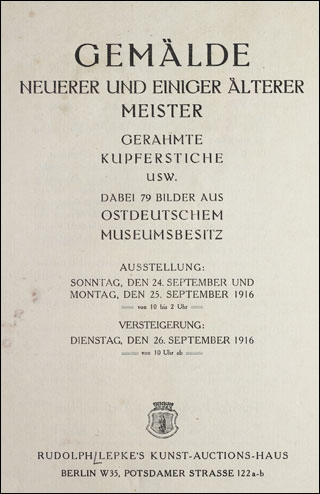 GEMÄLDE
NEUERER UND EINIGER ÄLTERER
MEISTER
GERAHMTE
KUPFERSTICHE
USW.
DABEI 79 BILDER AUS
OSTDEUTSCHEM
MUSEUMSBESITZ
AUSSTELLUNG:
SONNTAG, DEN 24. SEPTEMBER UND
MONTAG, DEN 25. SEPTEMBER 1916
von 10 bis 2 Uhr
VERSTEIGERUNG:
DIENSTAG, DEN 26. SEPTEMBER 1916
von 10 Uhr ab
RUDOLPH LEPKE'S KUNST-AUCTIONS-HAUS
BERLIN W35, POTSDAMER STRASSE 122a-b